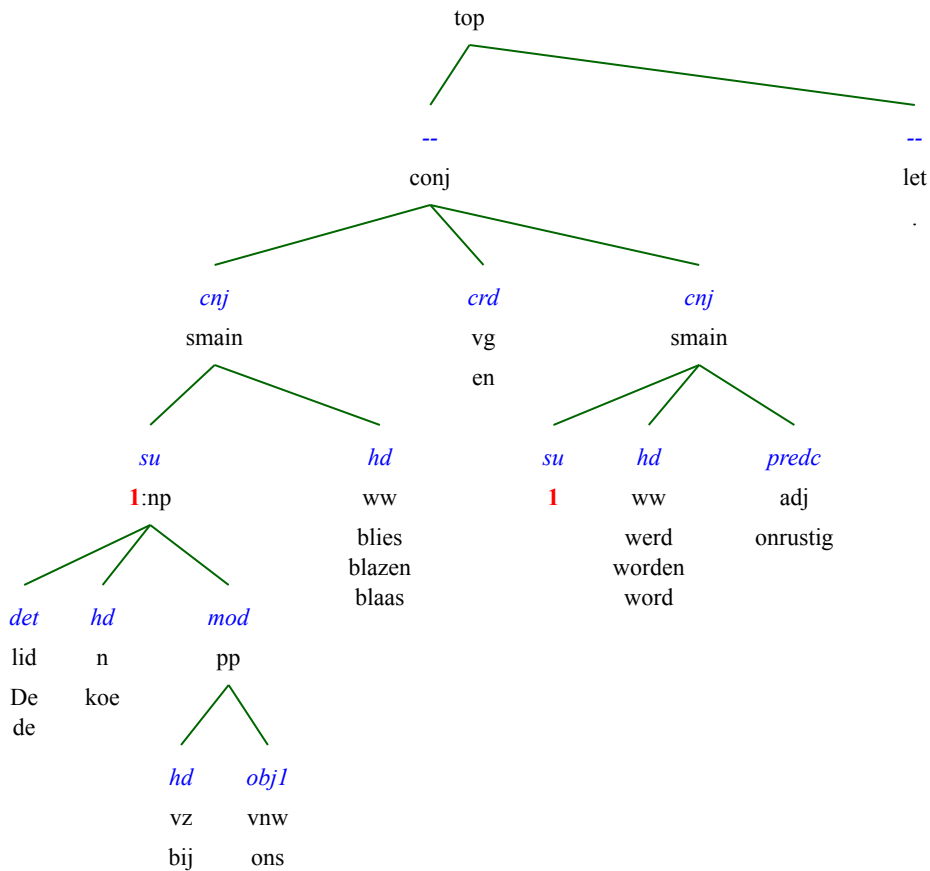 top
-- --
conj let
.
cnj crd cnj
smain vg smain
en
su hd su hd predc
1:np ww 1 ww adj
blies werd onrustig
blazen worden
blaas word
det hd mod
lid n pp
De koe
de
hd obj1
vz vnw
bij ons